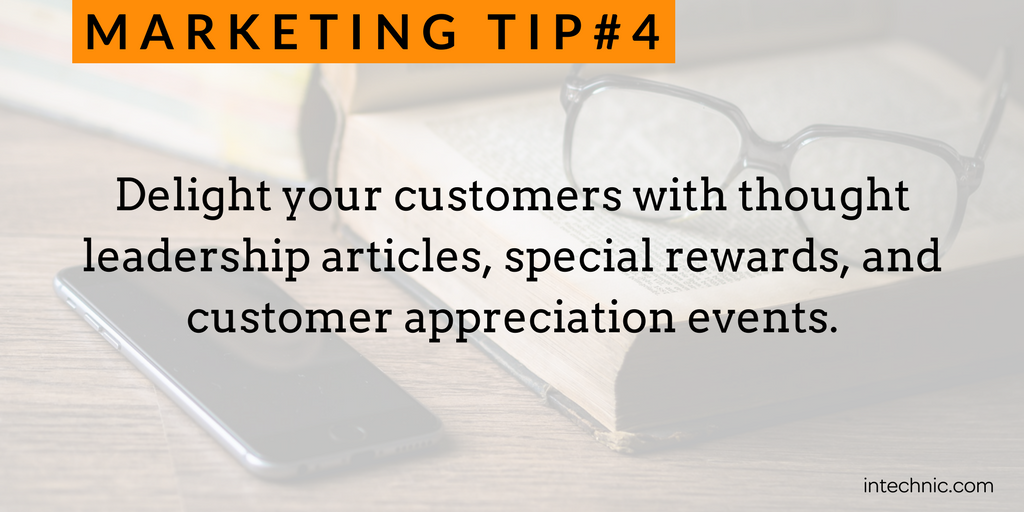 MARKETING TIP#4
Delight your customers with thought
leadership articles, special rewards, and
customer appreciation events.
intechnic.com